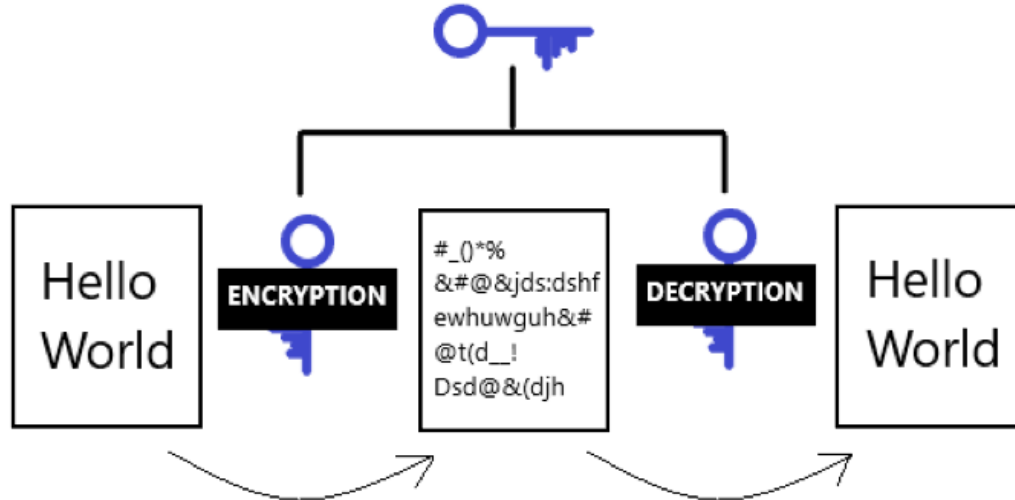 Hello
World
ENCRYPTION
#_()*%
&#@&jds:dshf
ewhuwguh&#
@t(d__!
Dsd@&(djh
DECRYPTION
Hello
World